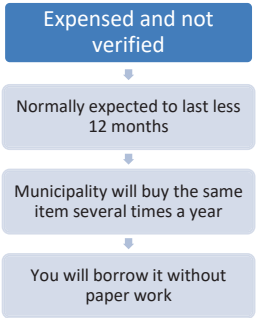 Expensed and not
verified
Normally expected to last less
12 months
Municipality will buy the same
item several times a year
You will borrow it without
paper work